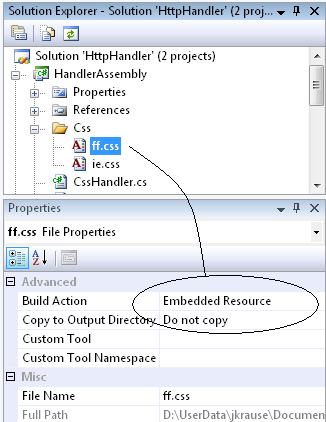 Solution Explorer - Solution 'HttpHandler' (2 proj...
Solution 'HttpHandler' (2 projects)
HandlerAssembly
Properties
References
Css
ff.css
ie.css
CssHandler.cs
Properties
ff.css File Properties
Advanced
Build Action Embedded Resource
Copy to Output Directory Do not copy
Custom Tool
Custom Tool Namespace
Misc
File Name ff.css
Full Path D:\UserData\jkrause\Documen